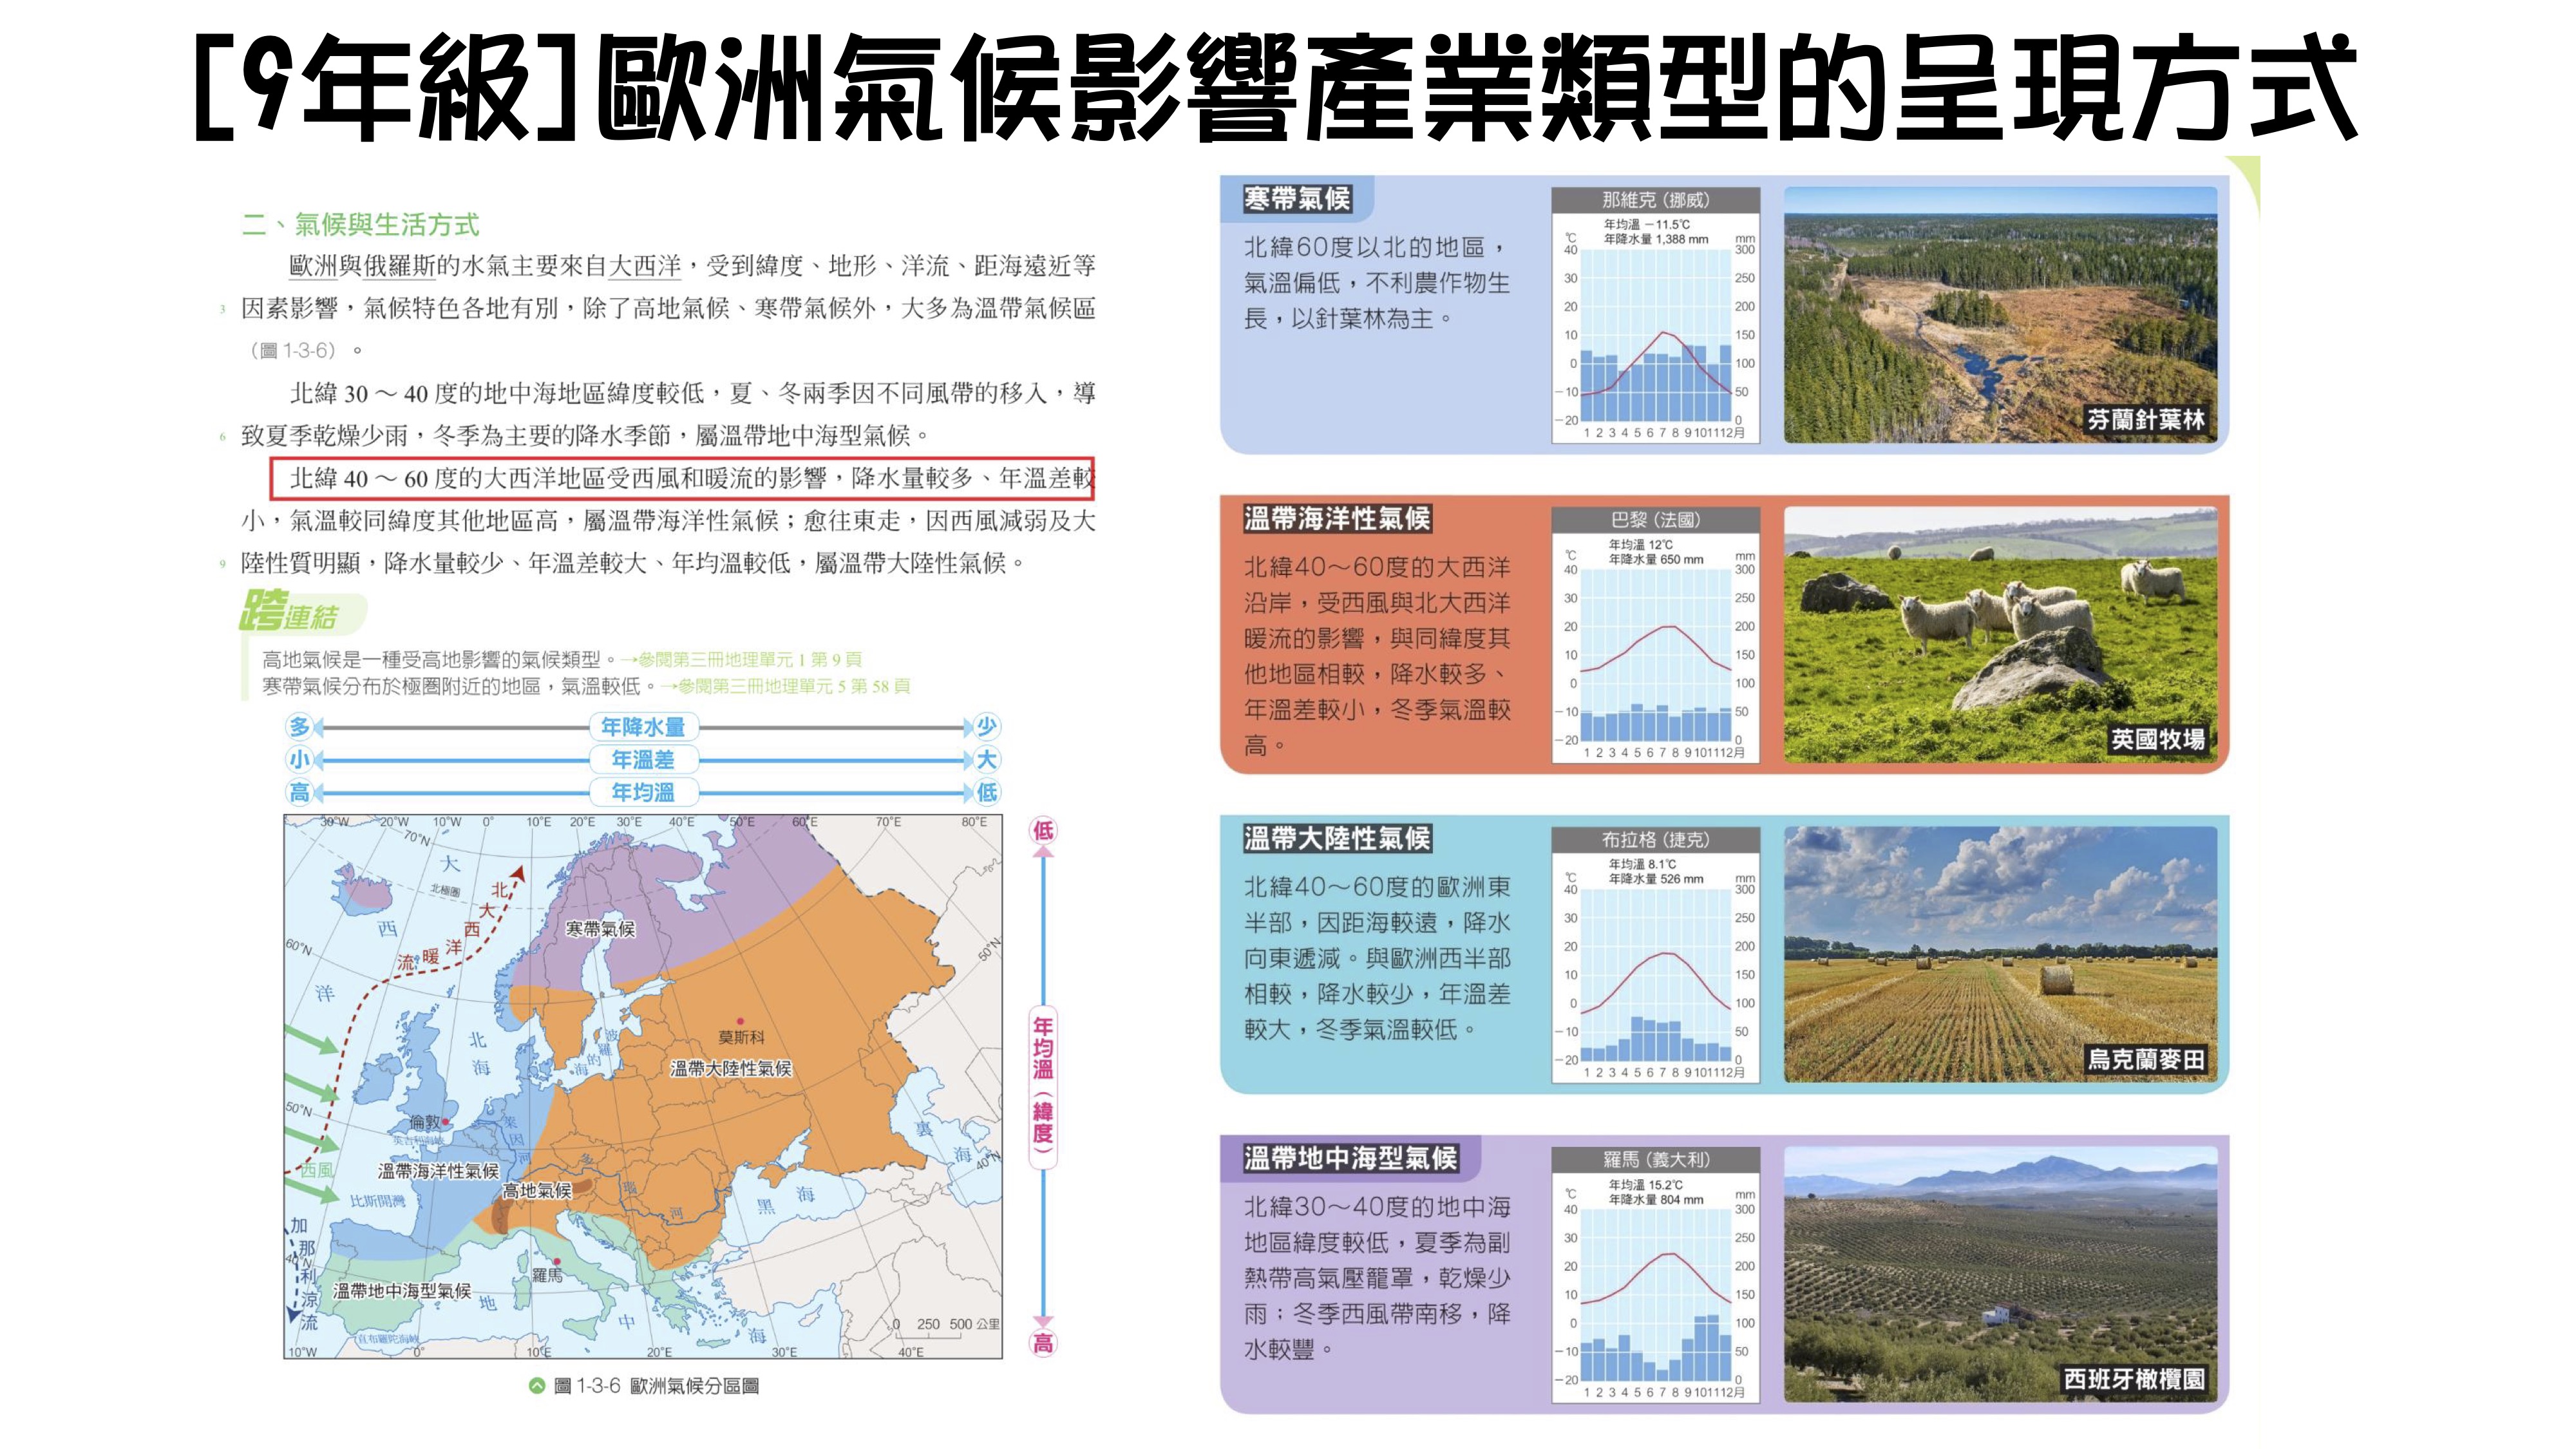 [9年級]歐洲氣候影響產業類型的呈現方式
二、氣候與生活方式
歐洲與俄羅斯的水氣主要來自大西洋，受到緯度、地形、洋流、距海遠近等
3 因素影響，氣候特色各地有別，除了高地氣候、寒帶氣候外，大多為溫帶氣候區
（圖 1-3-6）。
北緯 30～40 度的地中海地區緯度較低，夏、冬兩季因不同風帶的移入，導
6 致夏季乾燥少雨，冬季為主要的降水季節，屬溫帶地中海型氣候。
北緯 40～60 度的大西洋地區受西風和暖流的影響，降水量較多、年溫差較
小，氣溫較同緯度其他地區高，屬溫帶海洋性氣候；愈往東走，因西風減弱及大
9 陸性質明顯，降水量較少、年溫差較大、年均溫較低，屬溫帶大陸性氣候。
跨連結
高地氣候是一種受高地影響的氣候類型。→參閱第三冊地理單元 1 第 9 頁
寒帶氣候分布於極圈附近的地區，氣溫較低。→參閱第三冊地理單元 5 第 58 頁
多 年降水量 少
小 年溫差 大
高 年均溫 低
30°W 20°W 10°W 0° 10°E 20°E 30°E 40°E 50°E 60°E 70°E 80°E
70°N
北極圈
大西洋
北大西洋暖流
60°N
寒帶氣候
50°N
北海
波羅的海
莫斯科
溫帶大陸性氣候
50°N
倫敦
英吉利海峽
萊因河
西風
溫帶海洋性氣候
比斯開灣
高地氣候
多瑙河
黑海
裏海
40°N
加那利涼流
40°N
溫帶地中海型氣候
羅馬
地中海
直布羅陀海峽
0 250 500 公里
10°W 0° 10°E 20°E 30°E 40°E
低
年均溫（緯度）
高
圖 1-3-6 歐洲氣候分區圖
寒帶氣候
北緯60度以北的地區，
氣溫偏低，不利農作物生
長，以針葉林為主。
那維克（挪威）
年均溫 －11.5℃
年降水量 1,388 mm
℃ mm
40 300
30 250
20 200
10 150
0 100
－10 50
－20 0
1 2 3 4 5 6 7 8 9 10 11 12月
芬蘭針葉林
溫帶海洋性氣候
北緯40～60度的大西洋
沿岸，受西風與北大西洋
暖流的影響，與同緯度其
他地區相較，降水較多、
年溫差較小，冬季氣溫較
高。
巴黎（法國）
年均溫 12℃
年降水量 650 mm
℃ mm
40 300
30 250
20 200
10 150
0 100
－10 50
－20 0
1 2 3 4 5 6 7 8 9 10 11 12月
英國牧場
溫帶大陸性氣候
北緯40～60度的歐洲東
半部，因距海較遠，降水
向東遞減。與歐洲西半部
相較，降水較少，年溫差
較大，冬季氣溫較低。
布拉格（捷克）
年均溫 8.1℃
年降水量 526 mm
℃ mm
40 300
30 250
20 200
10 150
0 100
－10 50
－20 0
1 2 3 4 5 6 7 8 9 10 11 12月
烏克蘭麥田
溫帶地中海型氣候
北緯30～40度的地中海
地區緯度較低，夏季為副
熱帶高氣壓籠罩，乾燥少
雨；冬季西風帶南移，降
水較豐。
羅馬（義大利）
年均溫 15.2℃
年降水量 804 mm
℃ mm
40 300
30 250
20 200
10 150
0 100
－10 50
－20 0
1 2 3 4 5 6 7 8 9 10 11 12月
西班牙橄欖園